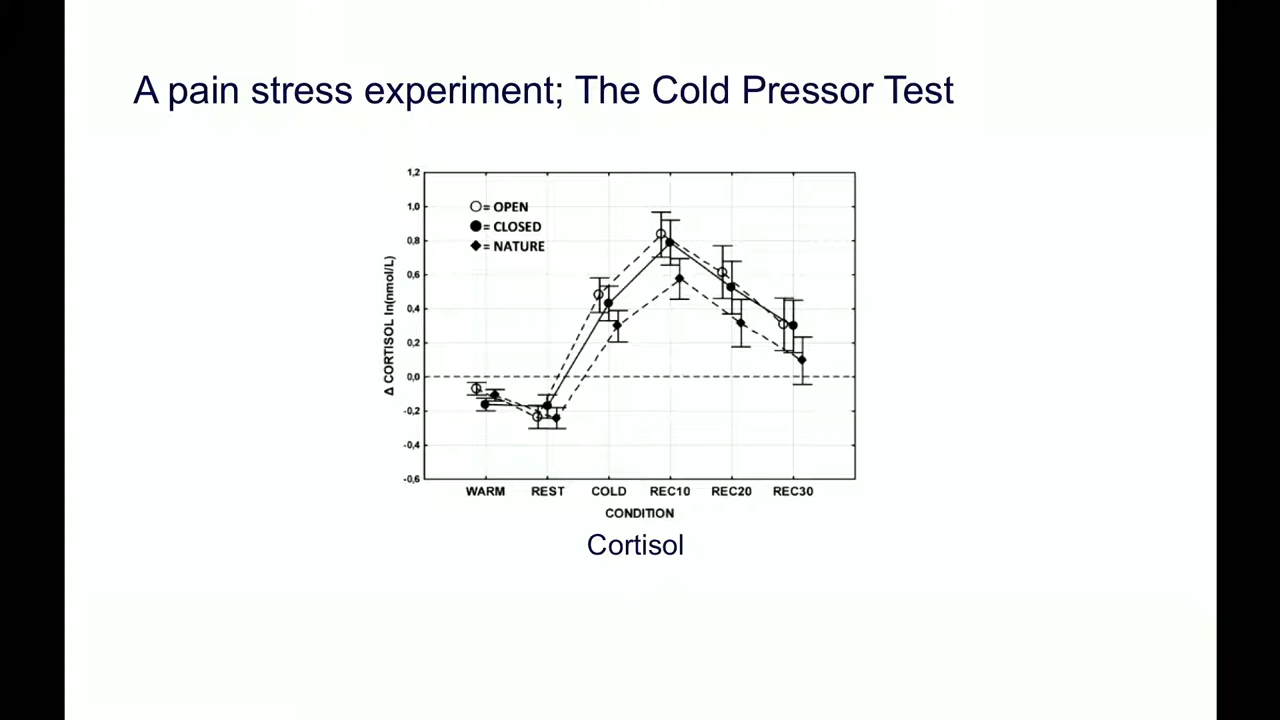 A pain stress experiment; The Cold Pressor Test
1,2
1,0
0,8
0,6
0,4
0,2
0,0
-0,2
-0,4
-0,6
Δ CORTISOL ln(nmol/L)
= OPEN
= CLOSED
= NATURE
WARM REST COLD REC10 REC20 REC30
CONDITION
Cortisol